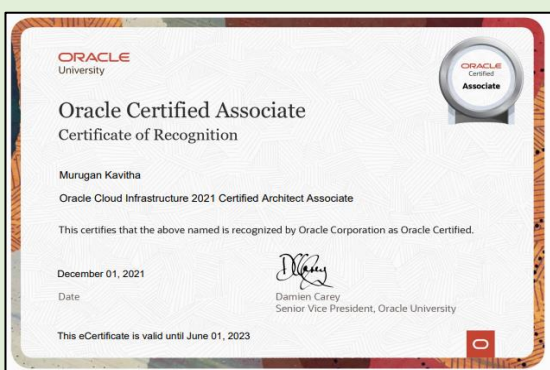 ORACLE
University
ORACLE
Certified
Associate
Oracle Certified Associate
Certificate of Recognition
Murugan Kavitha
Oracle Cloud Infrastructure 2021 Certified Architect Associate
This certifies that the above named is recognized by Oracle Corporation as Oracle Certified.
December 01, 2021
Date
DCarey
Damien Carey
Senior Vice President, Oracle University
This eCertificate is valid until June 01, 2023